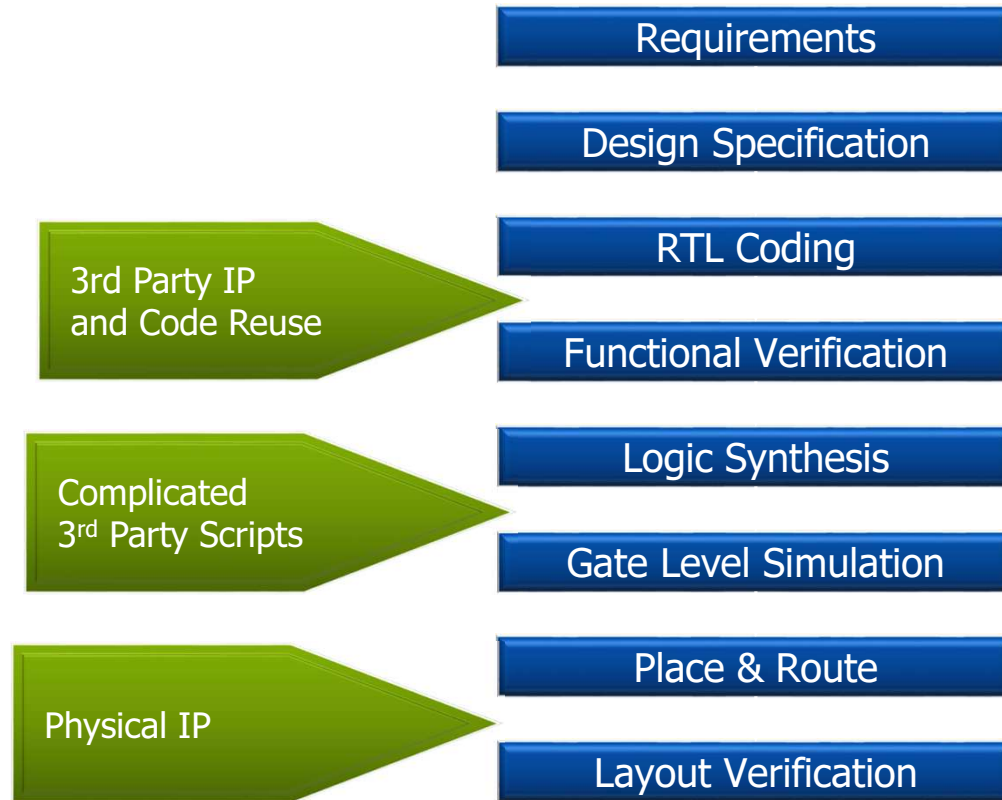 Requirements
Design Specification
RTL Coding
3rd Party IP
and Code Reuse
Functional Verification
Logic Synthesis
Complicated
3rd Party Scripts
Gate Level Simulation
Place & Route
Physical IP
Layout Verification